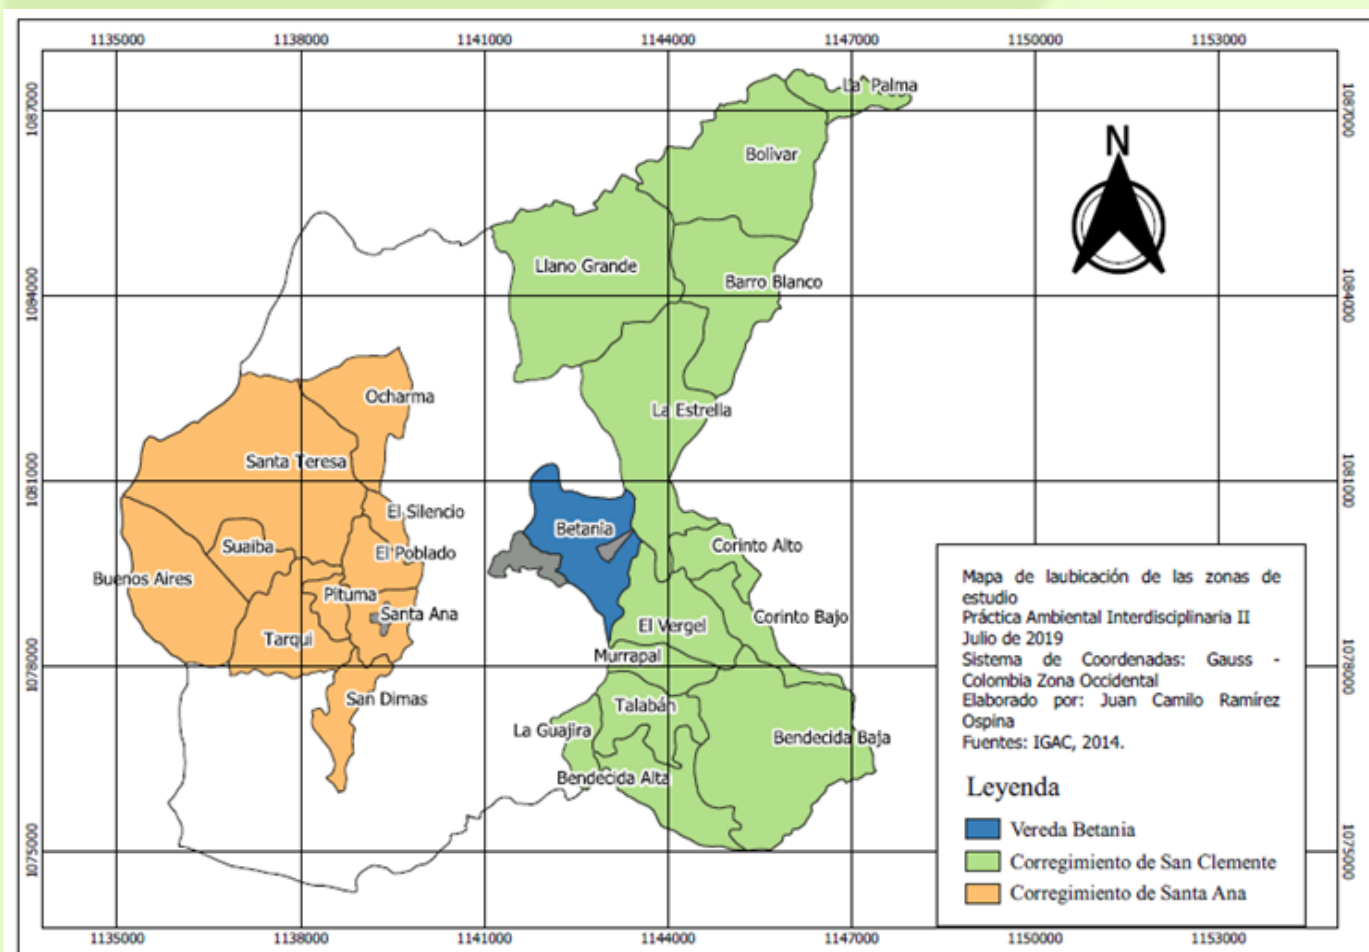 1135000 1138000 1141000 1144000 1147000 1150000 1153000
1087000 1087000
La Palma
N
Bolivar
Llano Grande
Barro Blanco
1084000 1084000
Ocharma
La Estrella
Santa Teresa
1081000 1081000
El Silencio
Betania
Suaiba
El Poblado
Corinto Alto
Buenos Aires
Pituma
Santa Ana
Corinto Bajo
El Vergel
Tarqui
Murrapal
1078000 1078000
San Dimas
Talabán
La Guajira
Bendecida Baja
Bendecida Alta
1075000 1075000
Mapa de laubicación de las zonas de
estudio
Práctica Ambiental Interdisciplinaria II
Julio de 2019
Sistema de Coordenadas: Gauss -
Colombia Zona Occidental
Elaborado por: Juan Camilo Ramírez
Ospina
Fuentes: IGAC, 2014.
Leyenda
Vereda Betania
Corregimiento de San Clemente
Corregimiento de Santa Ana
1135000 1138000 1141000 1144000 1147000 1150000 1153000